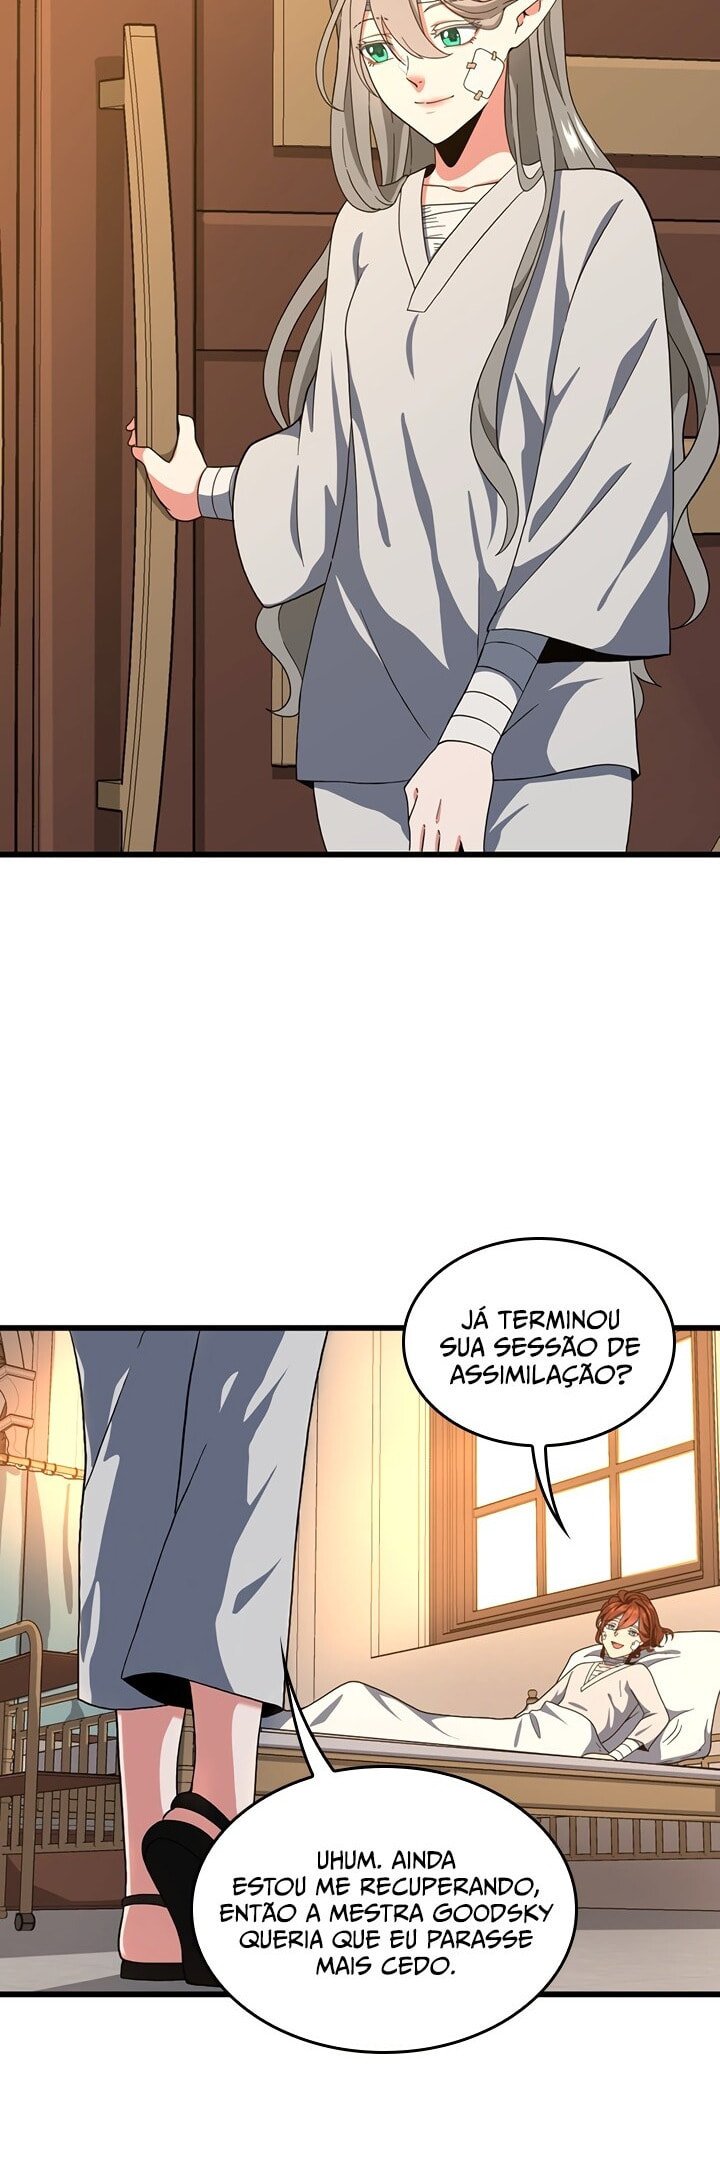 JÁ TERMINOU
SUA SESSÃO DE
ASSIMILAÇÃO?
UHUM. AINDA
ESTOU ME RECUPERANDO,
ENTÃO A MESTRA GOODSKY
QUERIA QUE EU PARASSE
MAIS CEDO.